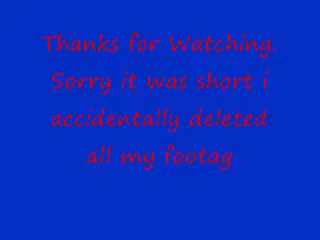 Thanks for Watching.
Sorry it was short i
accidentally deleted
all my footag